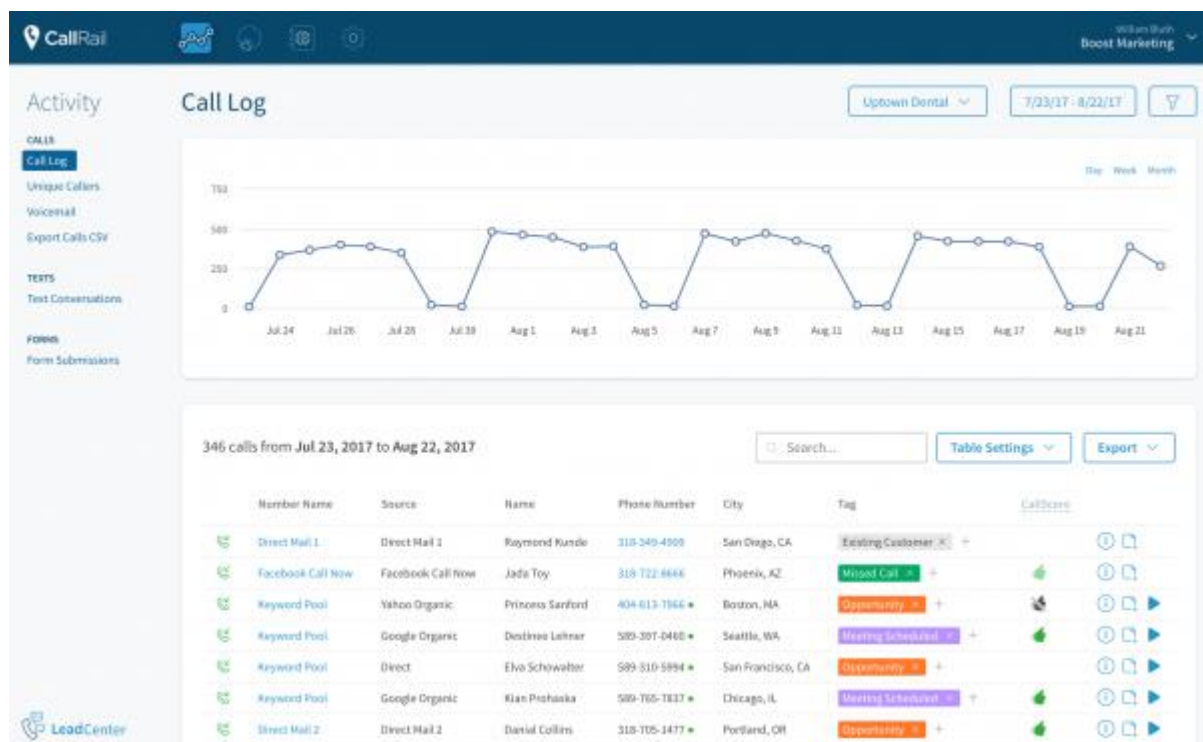 CallRail
William Bluth
Boost Marketing
Activity
Call Log
Uptown Dental
7/23/17 - 8/22/17
CALLS
Call Log
Unique Callers
Voicemail
Export Calls CSV
TEXTS
Text Conversations
FORMS
Form Submissions
Day Week Month
750
500
250
0
Jul 24 Jul 26 Jul 28 Jul 30 Aug 1 Aug 3 Aug 5 Aug 7 Aug 9 Aug 11 Aug 13 Aug 15 Aug 17 Aug 19 Aug 21
346 calls from Jul 23, 2017 to Aug 22, 2017
Search...
Table Settings
Export
Number Name Source Name Phone Number City Tag CallScore
Direct Mail 1 Direct Mail 1 Raymond Kunde 318-349-4909 San Diego, CA Existing Customer × +
Facebook Call Now Facebook Call Now Jada Toy 318-722-6666 Phoenix, AZ Missed Call × +
Keyword Pool Yahoo Organic Princess Sanford 404-613-7966 Boston, MA Opportunity × +
Keyword Pool Google Organic Destinee Lehner 589-397-0460 Seattle, WA Meeting Scheduled × +
Keyword Pool Direct Elva Schowalter 589-310-5994 San Francisco, CA Opportunity × +
Keyword Pool Google Organic Kian Prohaska 589-765-7837 Chicago, IL Meeting Scheduled × +
Direct Mail 2 Direct Mail 2 Danial Collins 318-705-1477 Portland, OR Opportunity × +
LeadCenter